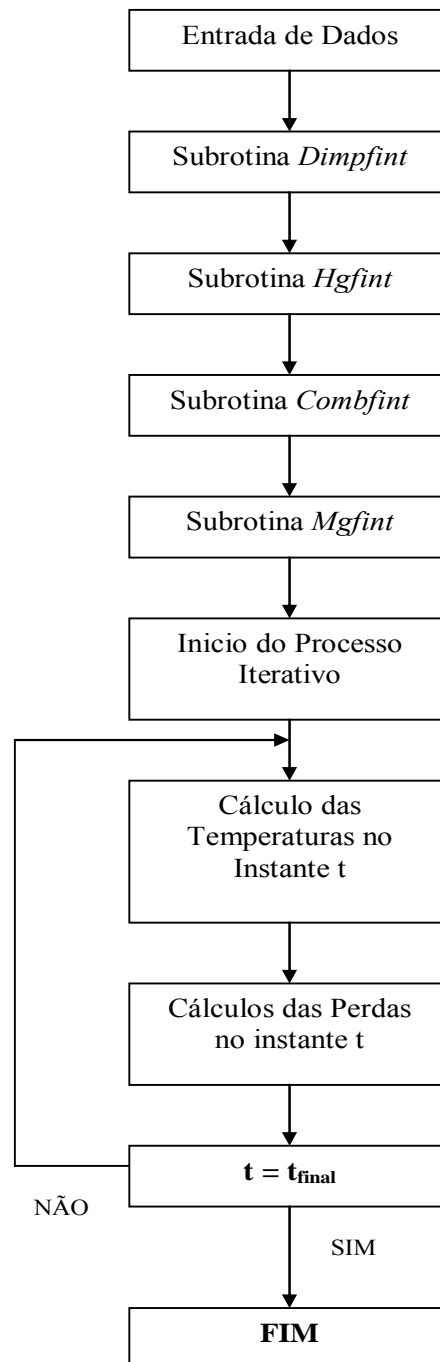 Entrada de Dados
Subrotina Dimpfint
Subrotina Hgfint
Subrotina Combfint
Subrotina Mgfint
Inicio do Processo
Iterativo
Cálculo das
Temperaturas no
Instante t
Cálculos das Perdas
no instante t
t = tfinal
NÃO
SIM
FIM